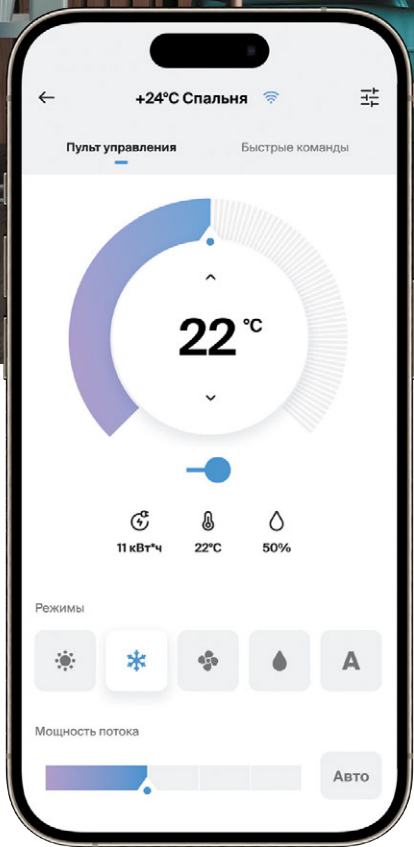 +24°C Спальня
Пульт управления Быстрые команды
22 °C
11 кВт*ч 22°C 50%
Режимы
A
Мощность потока
Авто